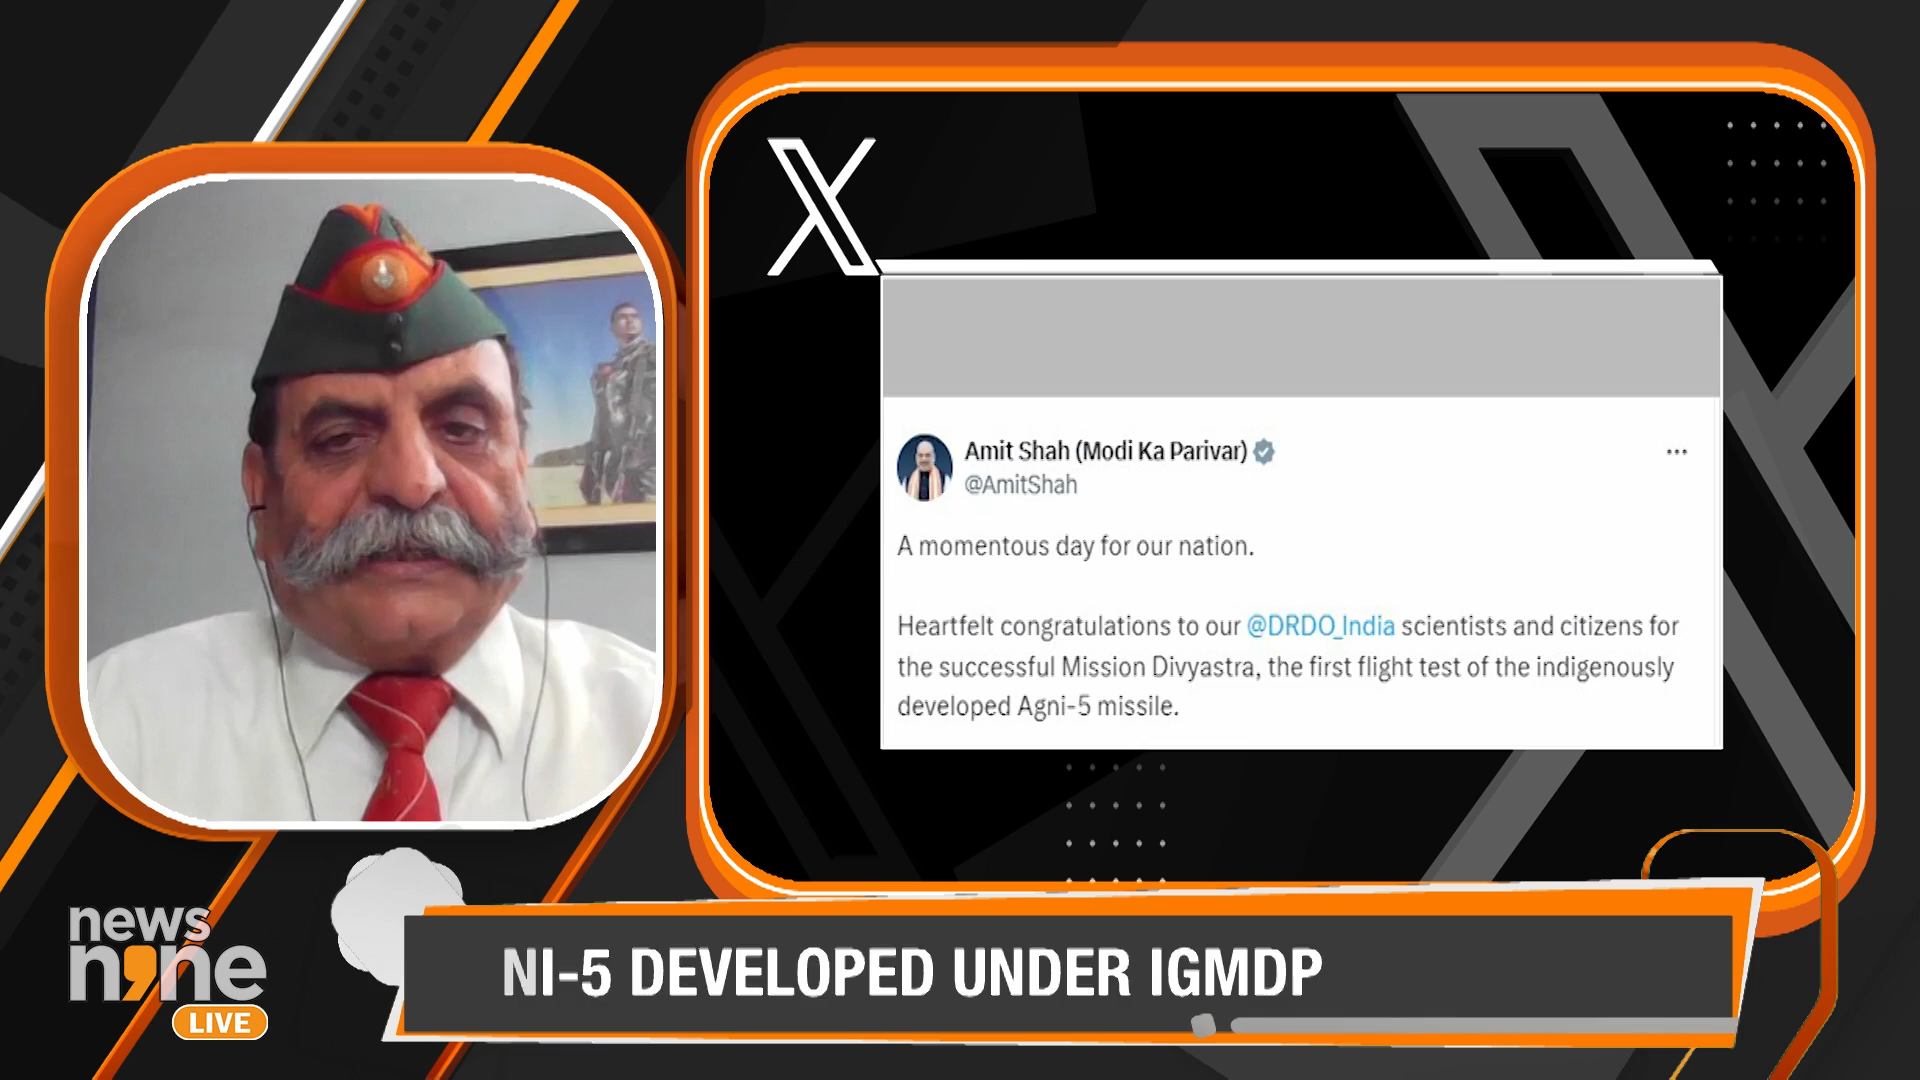 Amit Shah (Modi Ka Parivar)
@AmitShah
A momentous day for our nation.
Heartfelt congratulations to our @DRDO_India scientists and citizens for
the successful Mission Divyastra, the first flight test of the indigenously
developed Agni-5 missile.
news
n9ne
LIVE
NI-5 DEVELOPED UNDER IGMDP